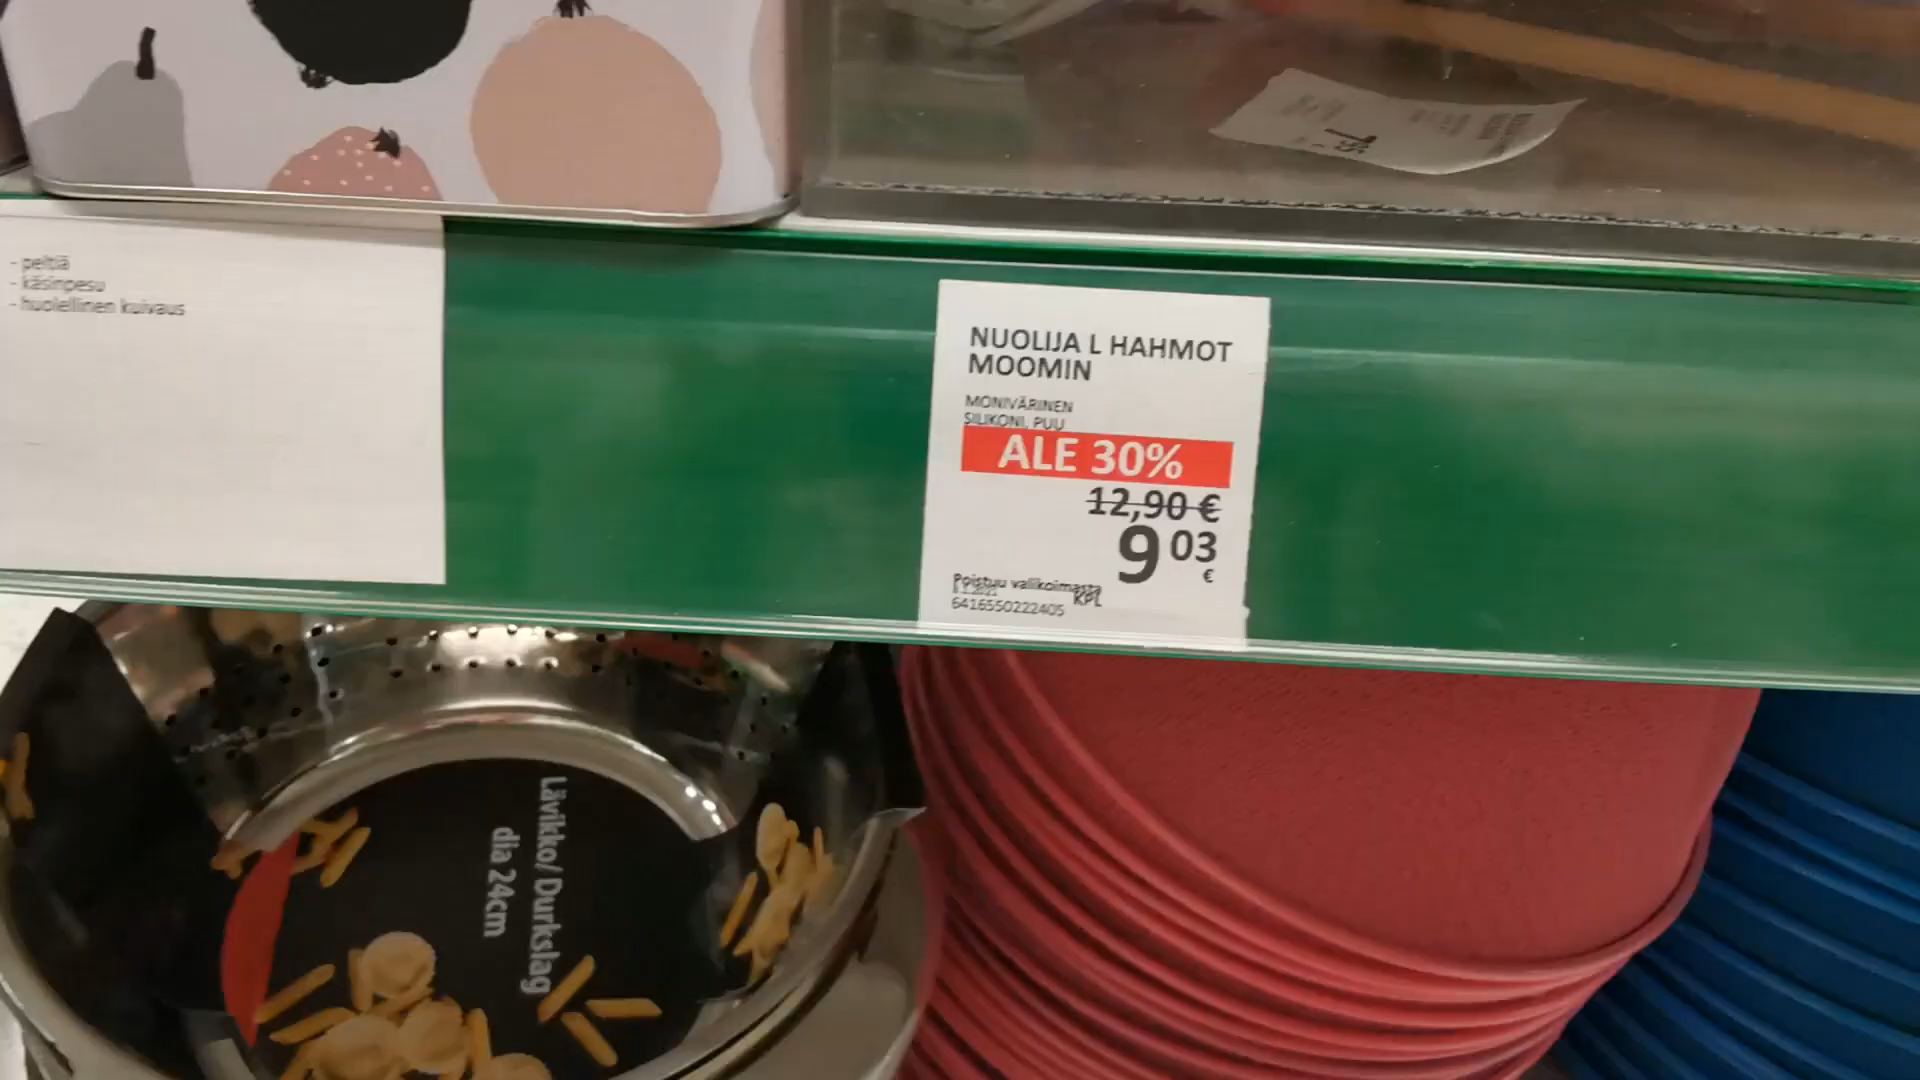 - peltiä
- käsinpesu
- huolellinen kuivaus
NUOLIJA L HAHMOT
MOOMIN
MONIVÄRINEN
SILIKONI, PUU
ALE 30%
12,90 €
9 03
€
Poistuu valikoimasta
KPL
6416550222405
Lävikkö/ Durkslag
dia 24cm